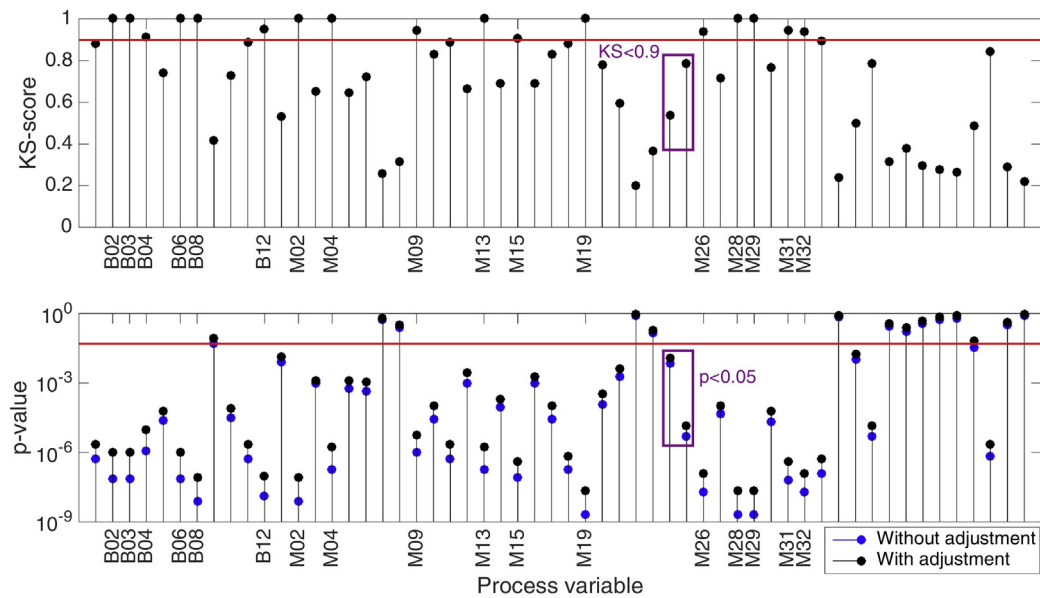 KS-score
1
0.8
0.6
0.4
0.2
0
KS<0.9
B02 B03 B04 B06 B08 B12 M02 M04 M09 M13 M15 M19 M26 M28 M29 M31 M32
p-value
10^0
10^-3
10^-6
10^-9
p<0.05
B02 B03 B04 B06 B08 B12 M02 M04 M09 M13 M15 M19 M26 M28 M29 M31 M32
Process variable
Without adjustment
With adjustment